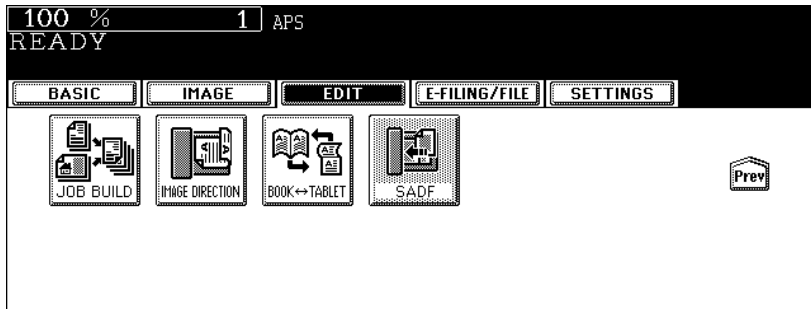 100 % 1 APS
READY
BASIC IMAGE EDIT E-FILING/FILE SETTINGS
JOB BUILD IMAGE DIRECTION BOOK↔TABLET SADF
Prev